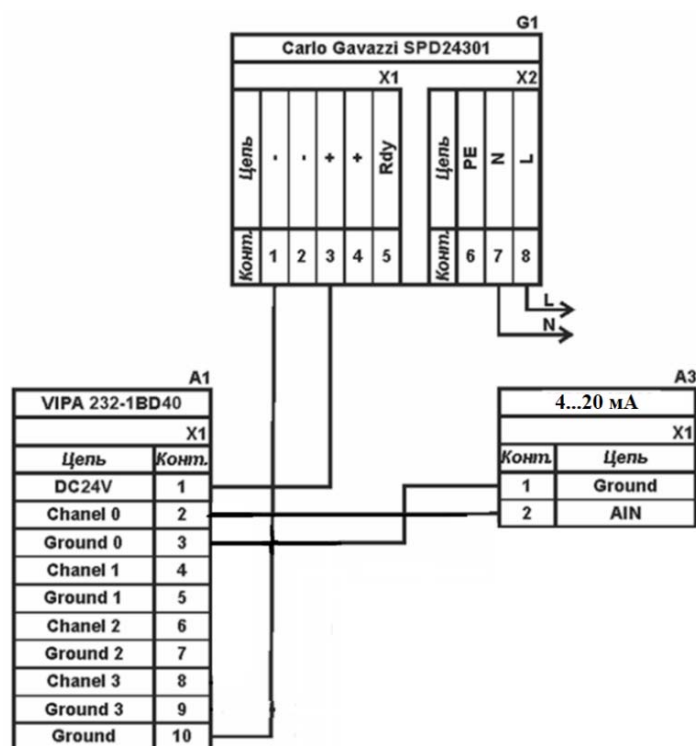 G1
Carlo Gavazzi SPD24301
X1 X2
Цепь - - + + Rdy Цепь PE N L
Конт. 1 2 3 4 5 Конт. 6 7 8
L
N
A1
VIPA 232-1BD40
X1
Цепь Конт.
DC24V 1
Chanel 0 2
Ground 0 3
Chanel 1 4
Ground 1 5
Chanel 2 6
Ground 2 7
Chanel 3 8
Ground 3 9
Ground 10
A3
4...20 мА
X1
Конт. Цепь
1 Ground
2 AIN